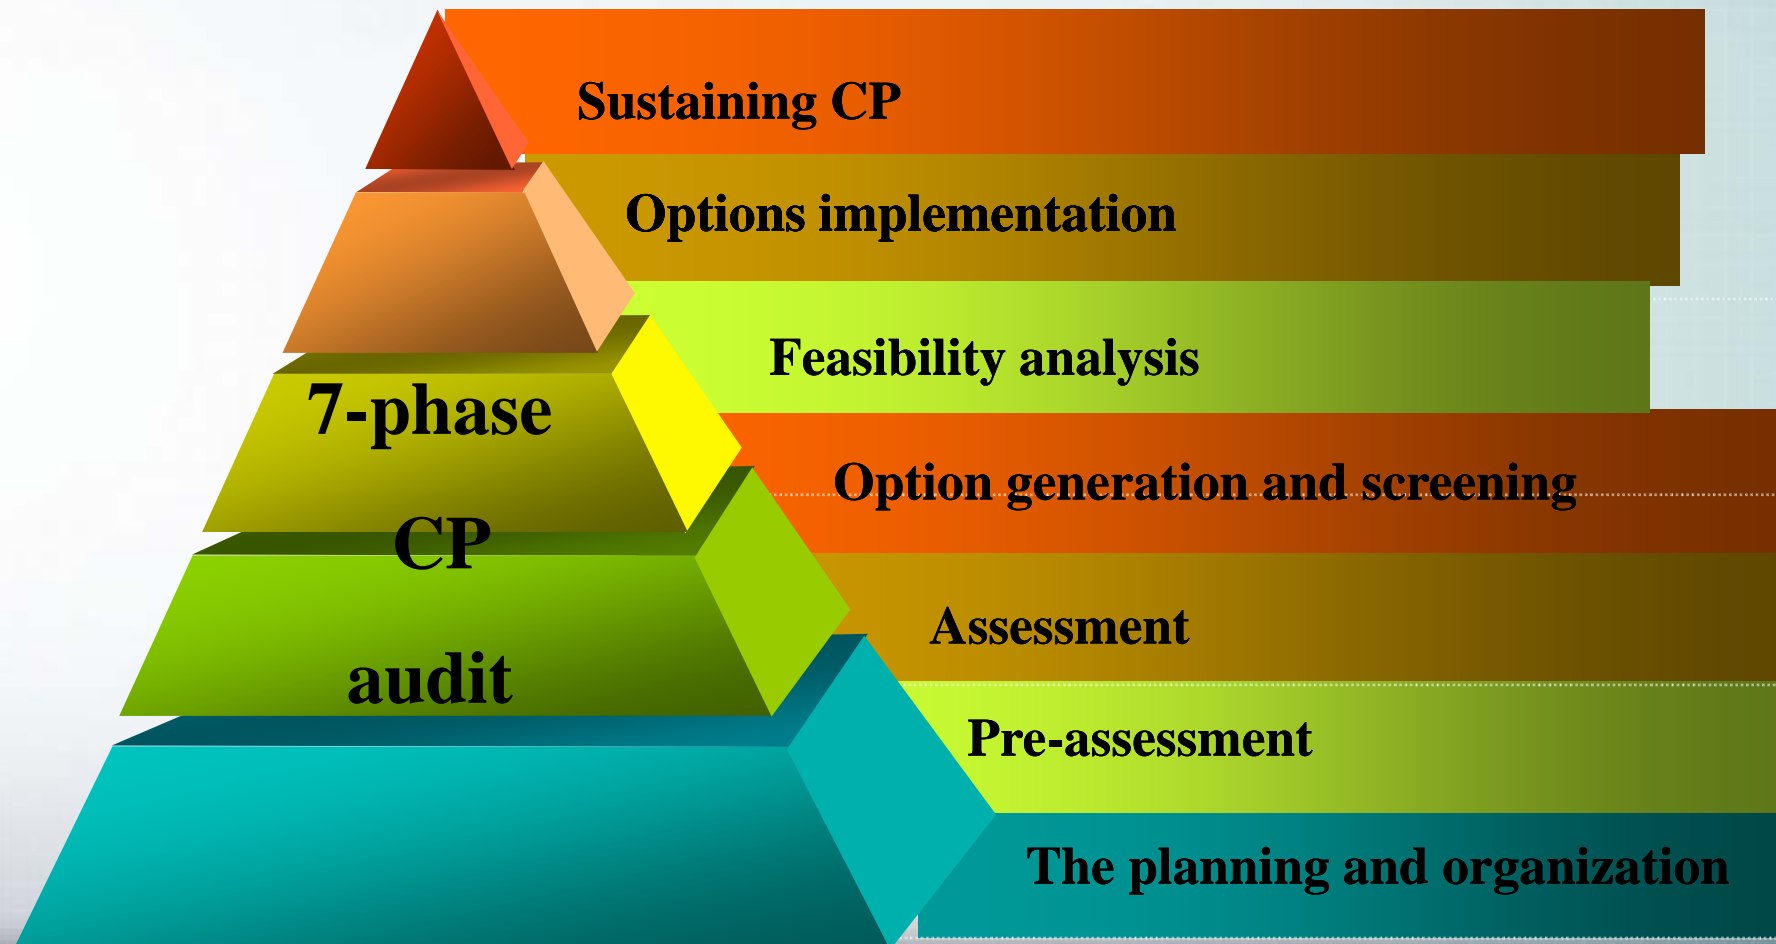 Sustaining CP
Options implementation
Feasibility analysis
7-phase
Option generation and screening
CP
Assessment
audit
Pre-assessment
The planning and organization